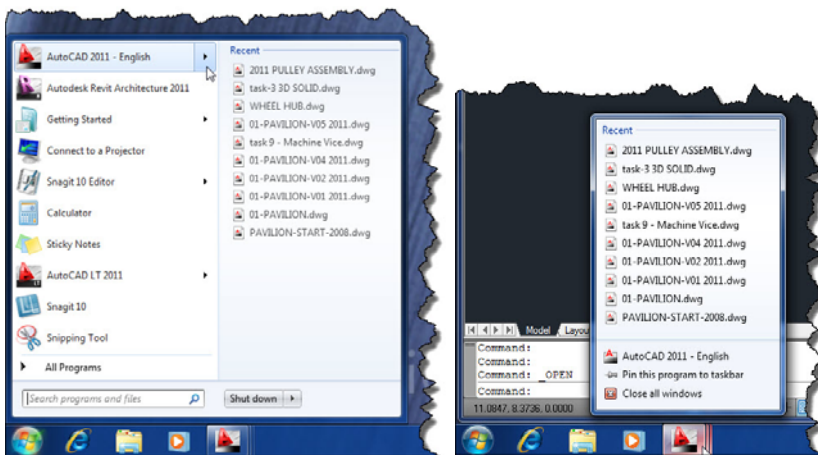 AutoCAD 2011 - English
Autodesk Revit Architecture 2011
Getting Started
Connect to a Projector
Snagit 10 Editor
Calculator
Sticky Notes
AutoCAD LT 2011
Snagit 10
Snipping Tool
All Programs
Search programs and files
Shut down
Recent
2011 PULLEY ASSEMBLY.dwg
task-3 3D SOLID.dwg
WHEEL HUB.dwg
01-PAVILION-V05 2011.dwg
task 9 - Machine Vice.dwg
01-PAVILION-V04 2011.dwg
01-PAVILION-V02 2011.dwg
01-PAVILION-V01 2011.dwg
01-PAVILION.dwg
PAVILION-START-2008.dwg
Recent
2011 PULLEY ASSEMBLY.dwg
task-3 3D SOLID.dwg
WHEEL HUB.dwg
01-PAVILION-V05 2011.dwg
task 9 - Machine Vice.dwg
01-PAVILION-V04 2011.dwg
01-PAVILION-V02 2011.dwg
01-PAVILION-V01 2011.dwg
01-PAVILION.dwg
PAVILION-START-2008.dwg
AutoCAD 2011 - English
Pin this program to taskbar
Close all windows
Model Layou
Command:
Command:
Command: _OPEN
Command:
11.0847, 8.3736, 0.0000